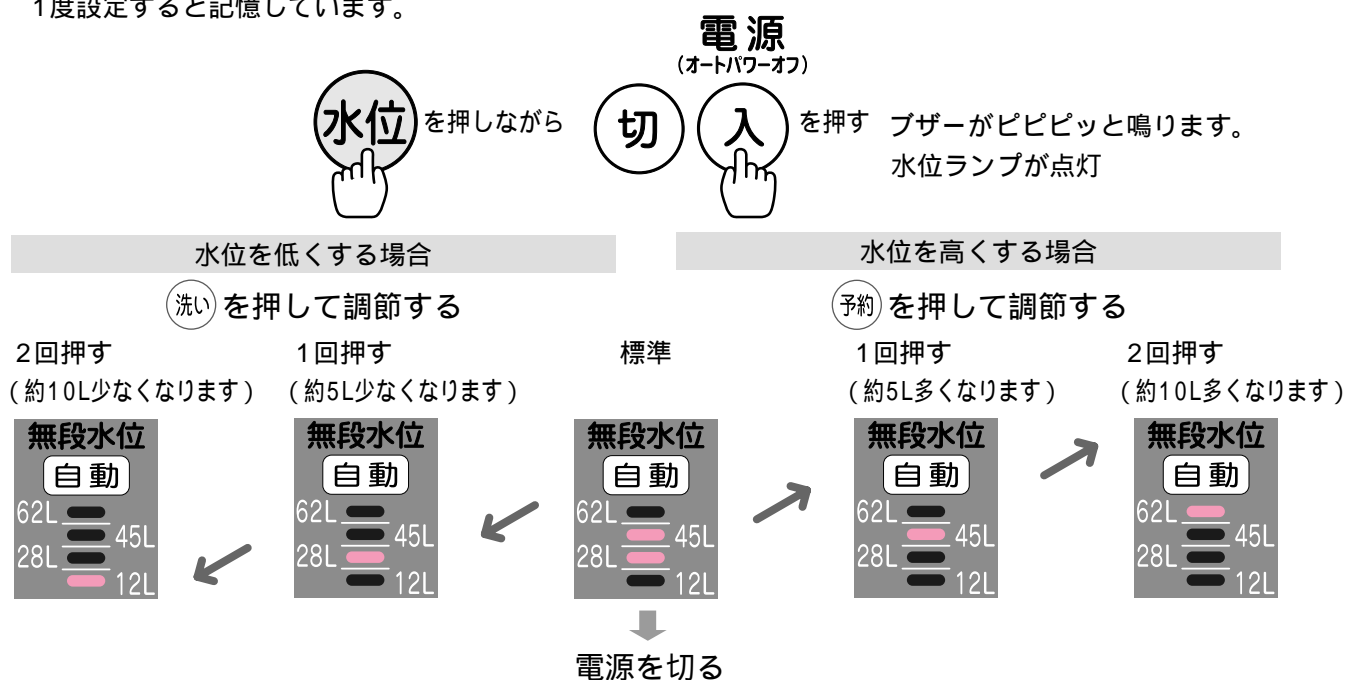 1度設定すると記憶しています。
電源
(オートパワーオフ)
水位 を押しながら 切 入 を押す ブザーがピピピッと鳴ります。
水位ランプが点灯
水位を低くする場合 水位を高くする場合
洗い を押して調節する 予約 を押して調節する
2回押す 1回押す 標準 1回押す 2回押す
(約10L少なくなります) (約5L少なくなります) (約5L多くなります) (約10L多くなります)
無段水位 無段水位 無段水位 無段水位 無段水位
自動 自動 自動 自動 自動
62L 62L 62L 62L 62L
45L 45L 45L 45L 45L
28L 28L 28L 28L 28L
12L 12L 12L 12L 12L
電源を切る